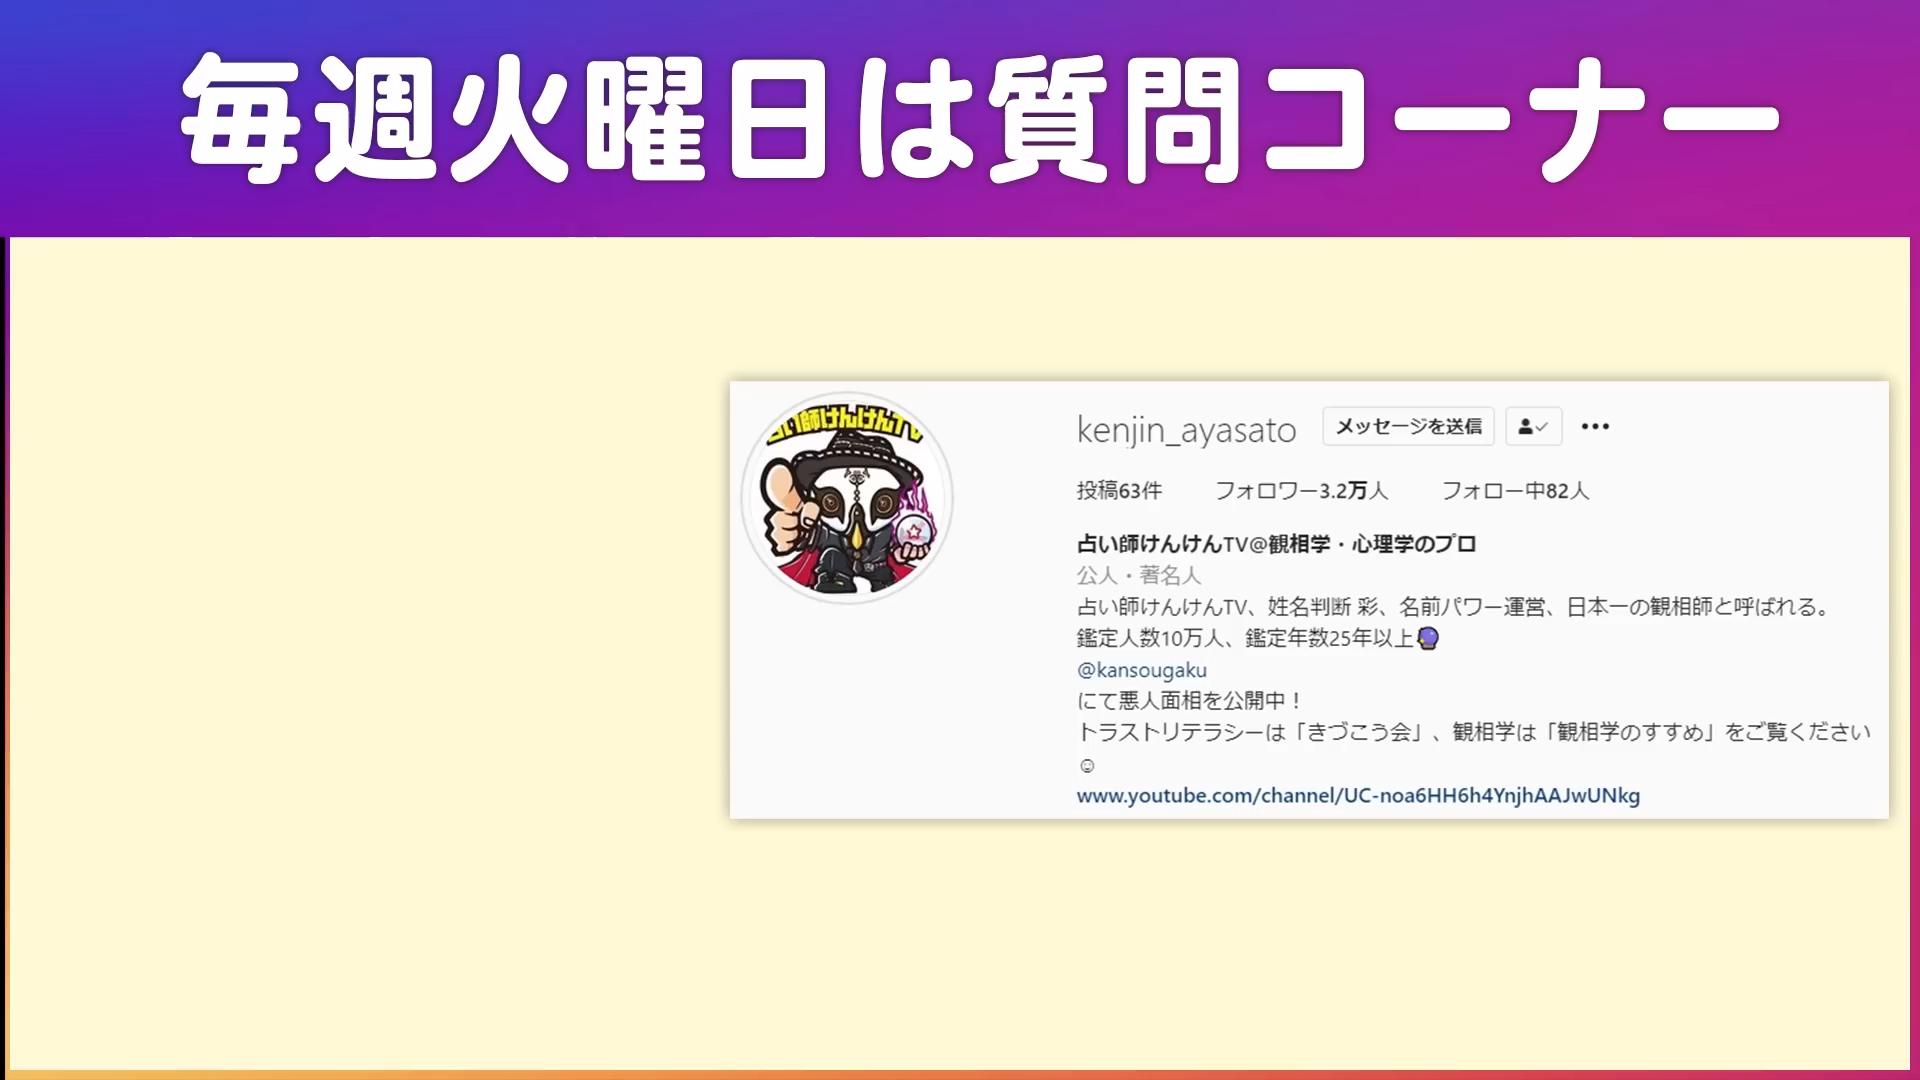 毎週火曜日は質問コーナー
占い師けんけんTV
kenjin_ayasato メッセージを送信
投稿63件 フォロワー3.2万人 フォロー中82人
占い師けんけんTV@観相学・心理学のプロ
公人・著名人
占い師けんけんTV、姓名判断 彩、名前パワー運営、日本一の観相師と呼ばれる。
鑑定人数10万人、鑑定年数25年以上🔮
@kansougaku
にて悪人面相を公開中！
トラストリテラシーは「きづこう会」、観相学は「観相学のすすめ」をご覧ください
☺
www.youtube.com/channel/UC-noa6HH6h4YnjhAAJwUNkg